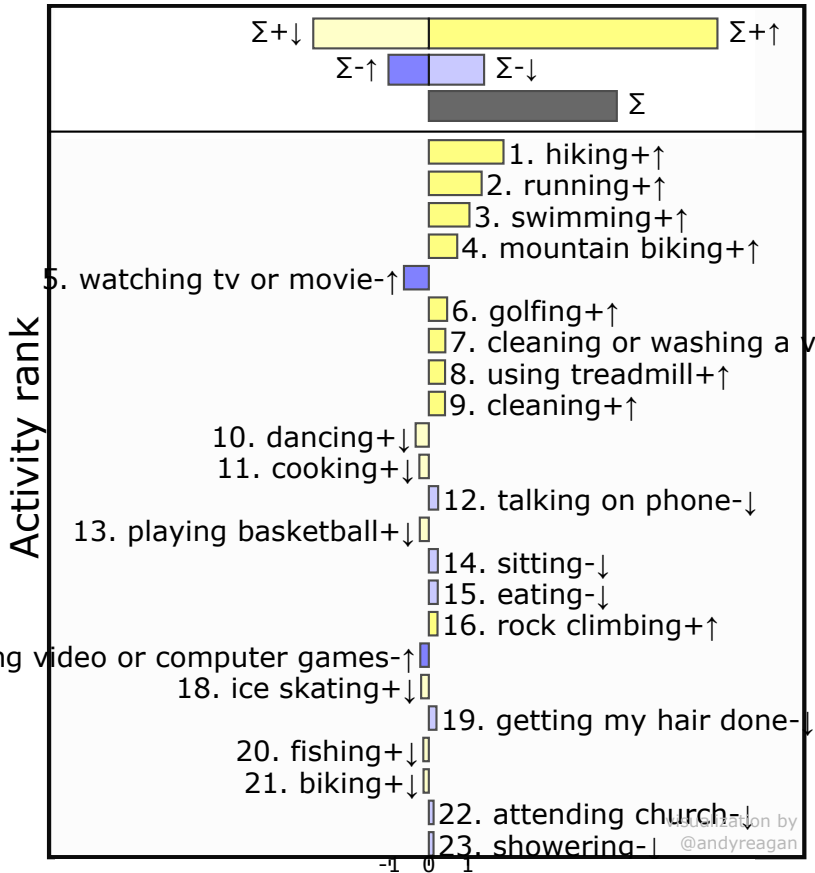 Σ+↓ Σ+↑
Σ-↑ Σ-↓
Σ
1. hiking+↑
2. running+↑
3. swimming+↑
4. mountain biking+↑
5. watching tv or movie-↑
6. golfing+↑
7. cleaning or washing a v
8. using treadmill+↑
9. cleaning+↑
10. dancing+↓
11. cooking+↓
12. talking on phone-↓
13. playing basketball+↓
14. sitting-↓
15. eating-↓
16. rock climbing+↑
ng video or computer games-↑
18. ice skating+↓
19. getting my hair done-↓
20. fishing+↓
21. biking+↓
22. attending church-↓
23. showering-↓
Activity rank
visualization by
@andyreagan
-1 0 1